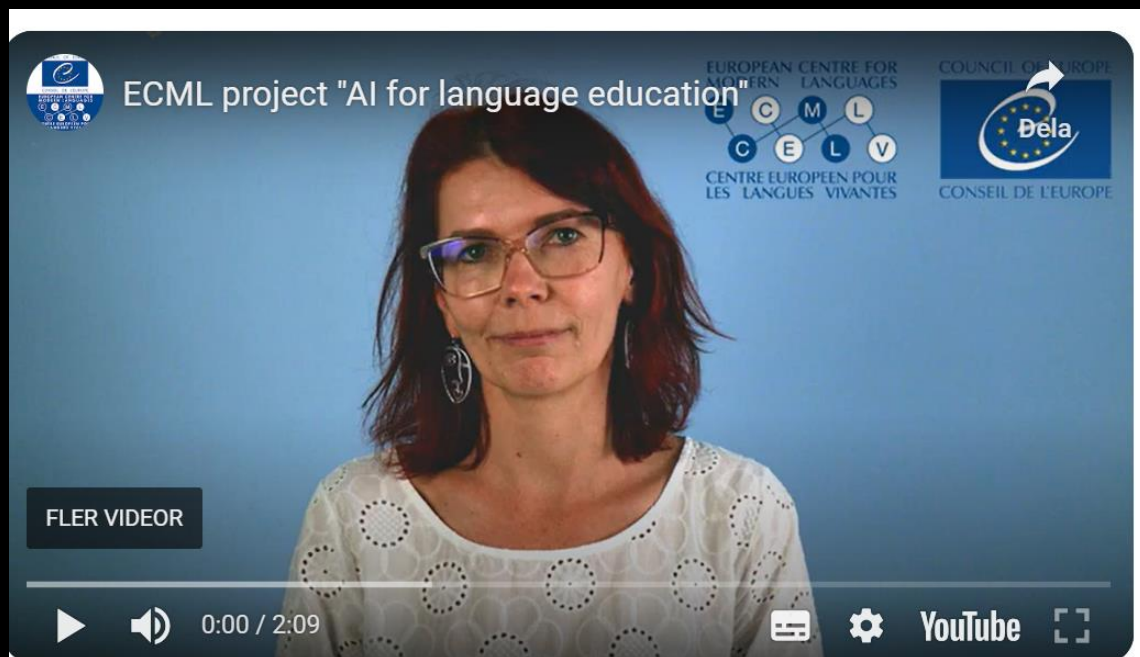 ECML project "AI for language education"
EUROPEAN CENTRE FOR
MODERN LANGUAGES
E C M L
C E L V
CENTRE EUROPEEN POUR
LES LANGUES VIVANTES
COUNCIL OF EUROPE
Dela
CONSEIL DE L'EUROPE
FLER VIDEOR
0:00 / 2:09
YouTube